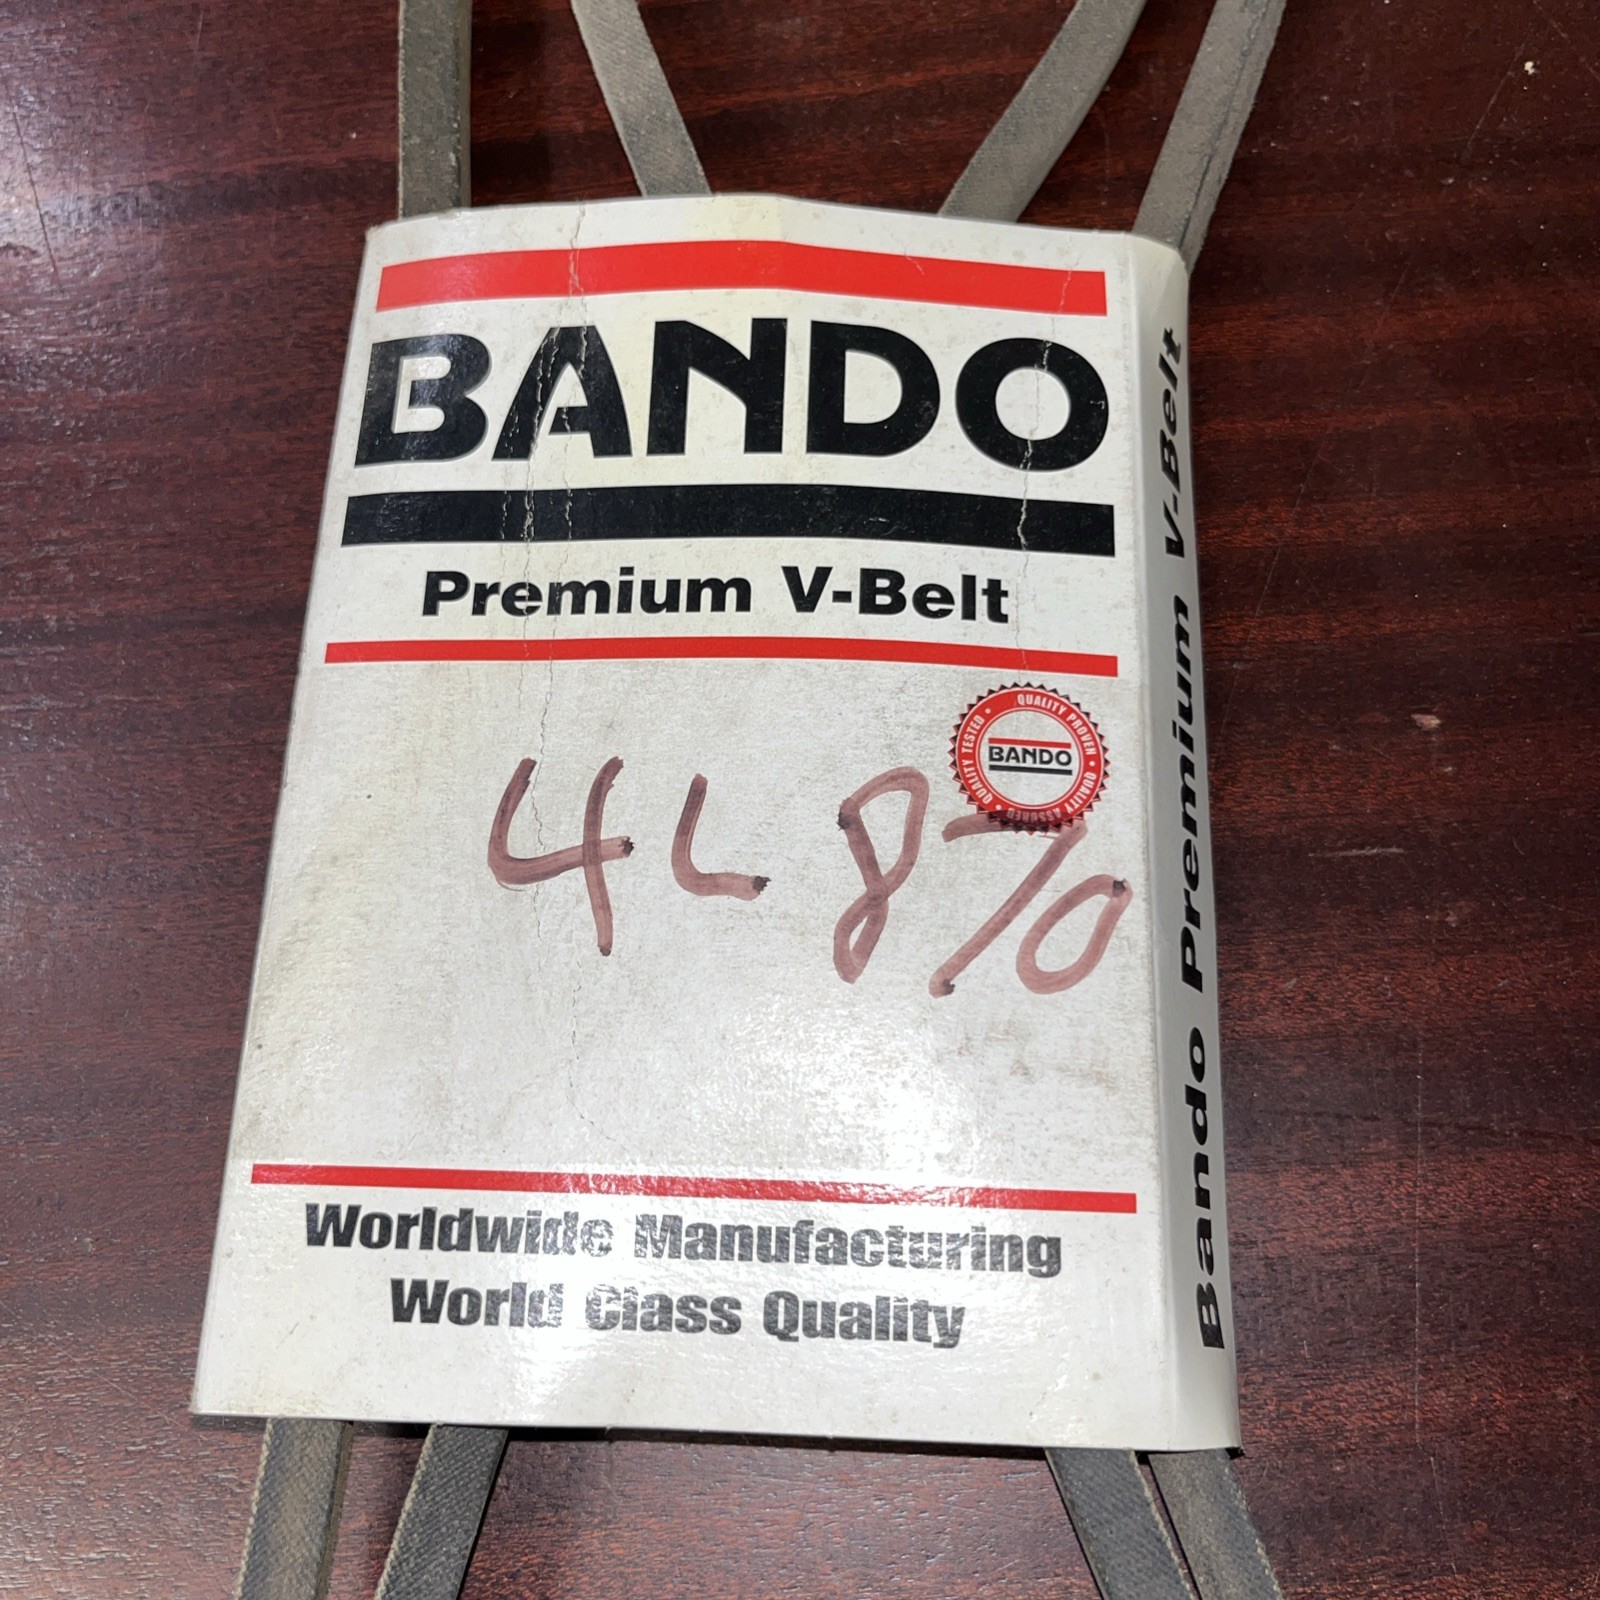 BANDO
Premium V-Belt
QUALITY PROVEN • QUALITY ASSURED • QUALITY TESTED •
BANDO
4L 870
Worldwide Manufacturing
World Class Quality
Bando Premium V-Belt